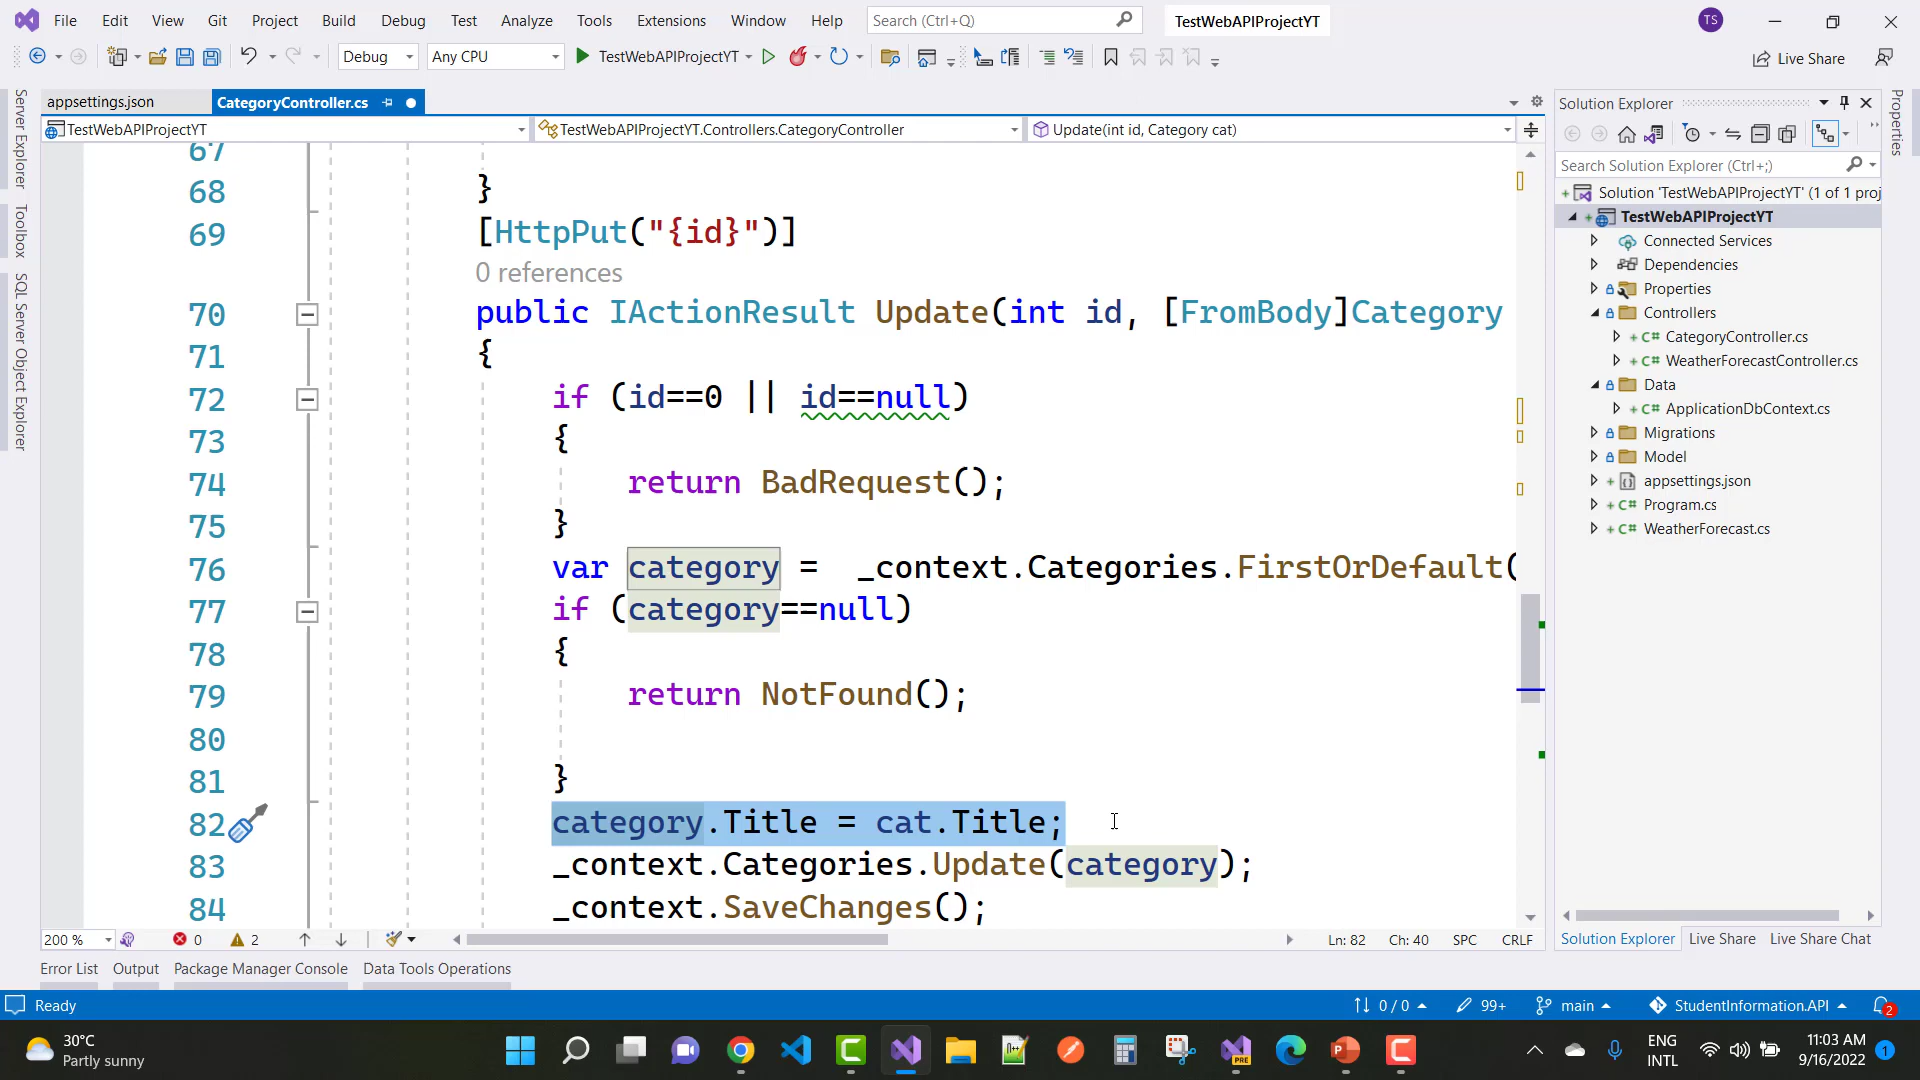 File Edit View Git Project Build Debug Test Analyze Tools Extensions Window Help Search (Ctrl+Q) TestWebAPIProjectYT TS
Debug Any CPU TestWebAPIProjectYT Live Share
Server Explorer
Toolbox
SQL Server Object Explorer
appsettings.json CategoryController.cs
TestWebAPIProjectYT TestWebAPIProjectYT.Controllers.CategoryController Update(int id, Category cat)
67
68 }
69 [HttpPut("{id}")]
0 references
70 public IActionResult Update(int id, [FromBody]Category
71 {
72 if (id==0 || id==null)
73 {
74 return BadRequest();
75 }
76 var category = _context.Categories.FirstOrDefault(
77 if (category==null)
78 {
79 return NotFound();
80
81 }
82 category.Title = cat.Title;
83 _context.Categories.Update(category);
84 _context.SaveChanges();
200 % 0 2 Ln: 82 Ch: 40 SPC CRLF
Solution Explorer
Search Solution Explorer (Ctrl+;)
Solution 'TestWebAPIProjectYT' (1 of 1 proj
TestWebAPIProjectYT
Connected Services
Dependencies
Properties
Controllers
C# CategoryController.cs
C# WeatherForecastController.cs
Data
C# ApplicationDbContext.cs
Migrations
Model
appsettings.json
C# Program.cs
C# WeatherForecast.cs
Solution Explorer Live Share Live Share Chat
Properties
Error List Output Package Manager Console Data Tools Operations
Ready 0 / 0 99+ main StudentInformation.API 2
30°C
Partly sunny
PRE
ENG
INTL
11:03 AM
9/16/2022
1